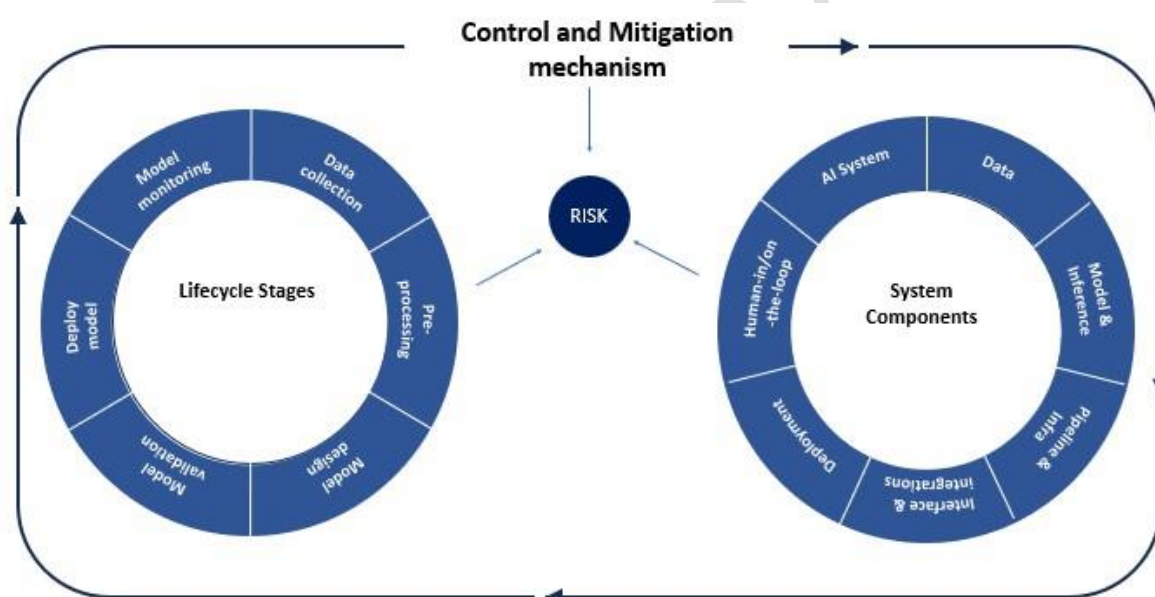 Control and Mitigation
mechanism
RISK
Lifecycle Stages
Data
collection
Pre-
processing
Model
design
Model
validation
Deploy
model
Model
monitoring
System
Components
Data
Model &
Inference
Pipeline &
Infra
Interface &
integrations
Deployment
Human-in/on
-the-loop
AI System